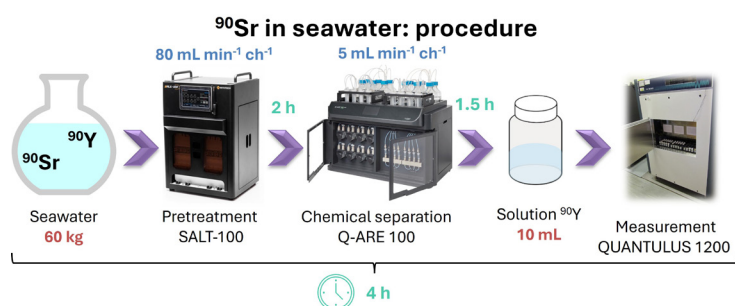 ⁹⁰Sr in seawater: procedure
80 mL min⁻¹ ch⁻¹
5 mL min⁻¹ ch⁻¹
2 h
1.5 h
⁹⁰Y
⁹⁰Sr
Seawater
60 kg
Pretreatment
SALT-100
Chemical separation
Q-ARE 100
Solution ⁹⁰Y
10 mL
Measurement
QUANTULUS 1200
4 h